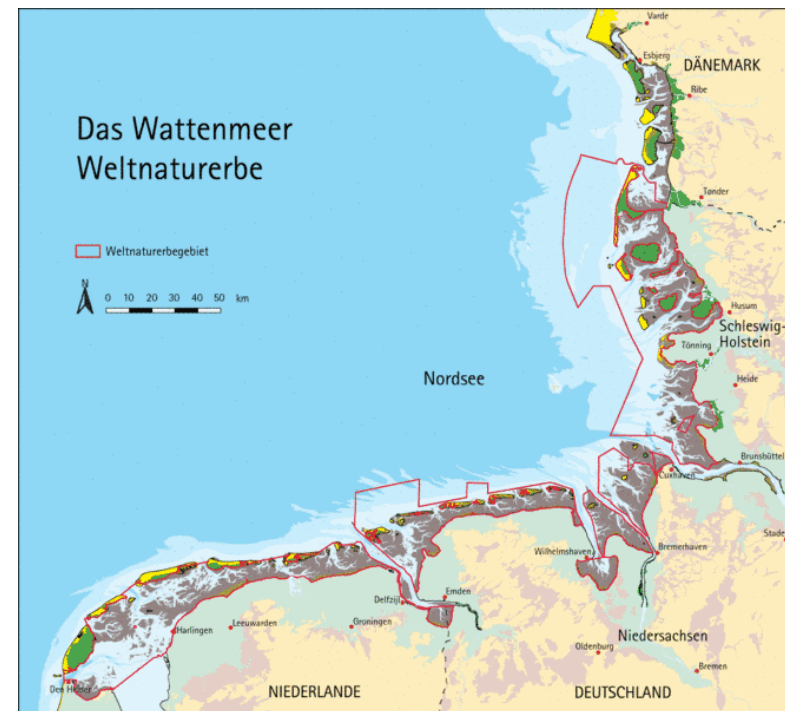 Varde
Esbjerg
DÄNEMARK
Ribe
Das Wattenmeer
Weltnaturerbe
Tønder
Weltnaturerbegebiet
N
0 10 20 30 40 50 km
Husum
Schleswig-
Holstein
Tönning
Nordsee
Heide
Brunsbüttel
Cuxhaven
Stade
Wilhelmshaven
Bremerhaven
Emden
Delfzijl
Harlingen
Leeuwarden
Groningen
Niedersachsen
Oldenburg
Bremen
Den Helder
NIEDERLANDE
DEUTSCHLAND